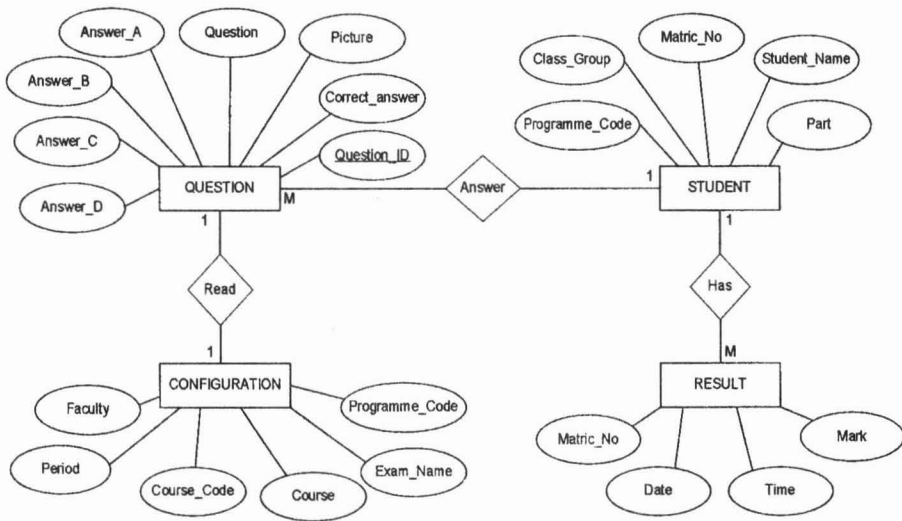 Answer_A
Question
Picture
Answer_B
Correct_answer
Answer_C
Question_ID
Answer_D
QUESTION
M
1
Answer
1
Matric_No
Class_Group
Student_Name
Programme_Code
Part
STUDENT
1
Read
Has
1
M
CONFIGURATION
RESULT
Faculty
Programme_Code
Period
Exam_Name
Course_Code
Course
Matric_No
Mark
Date
Time